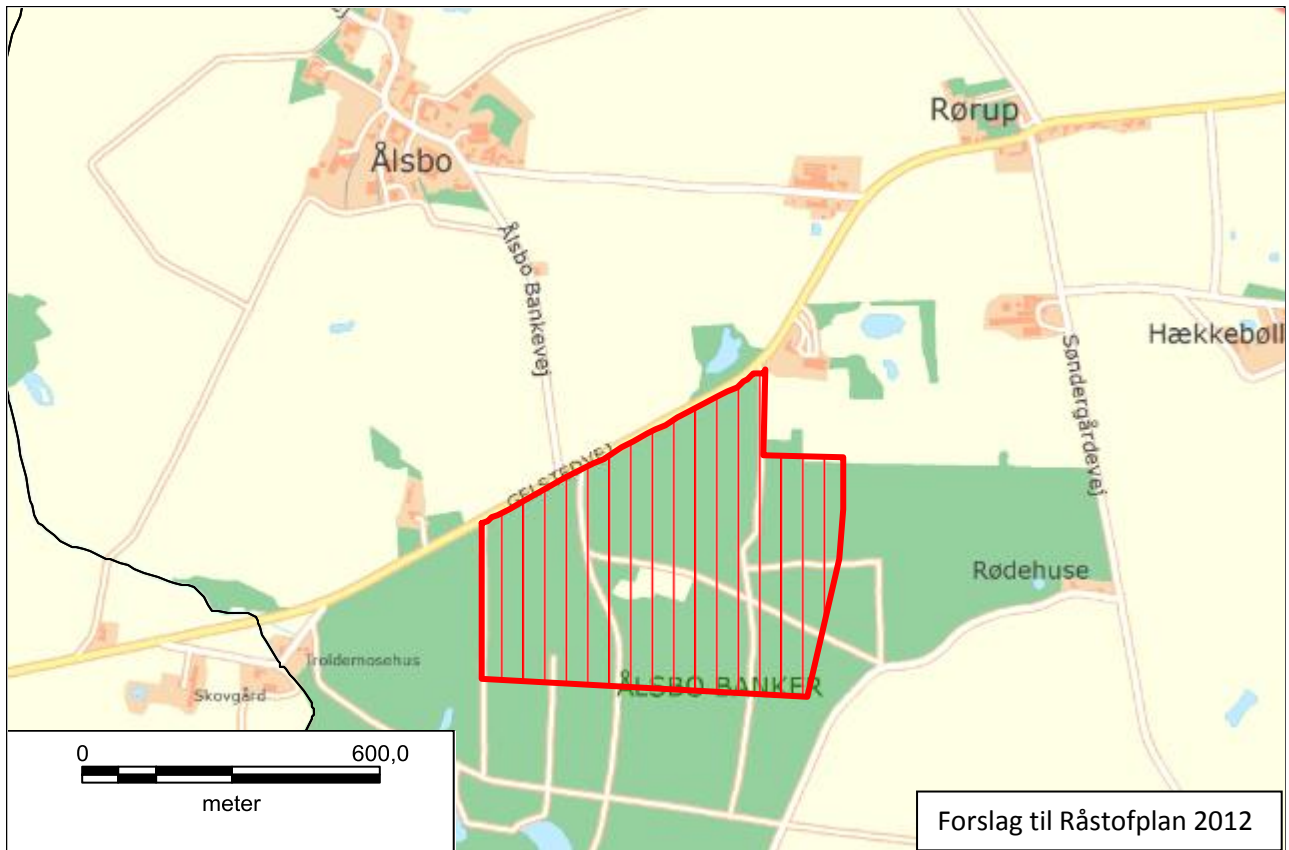 Rørup
Ålsbo
Ålsbo Bankevej
Hækkebøll
Søndergårdevej
GELSTEDVEJ
Rødehuse
Troldemosehus
ÅLSBO BANKER
Skovgård
0 600,0
meter
Forslag til Råstofplan 2012